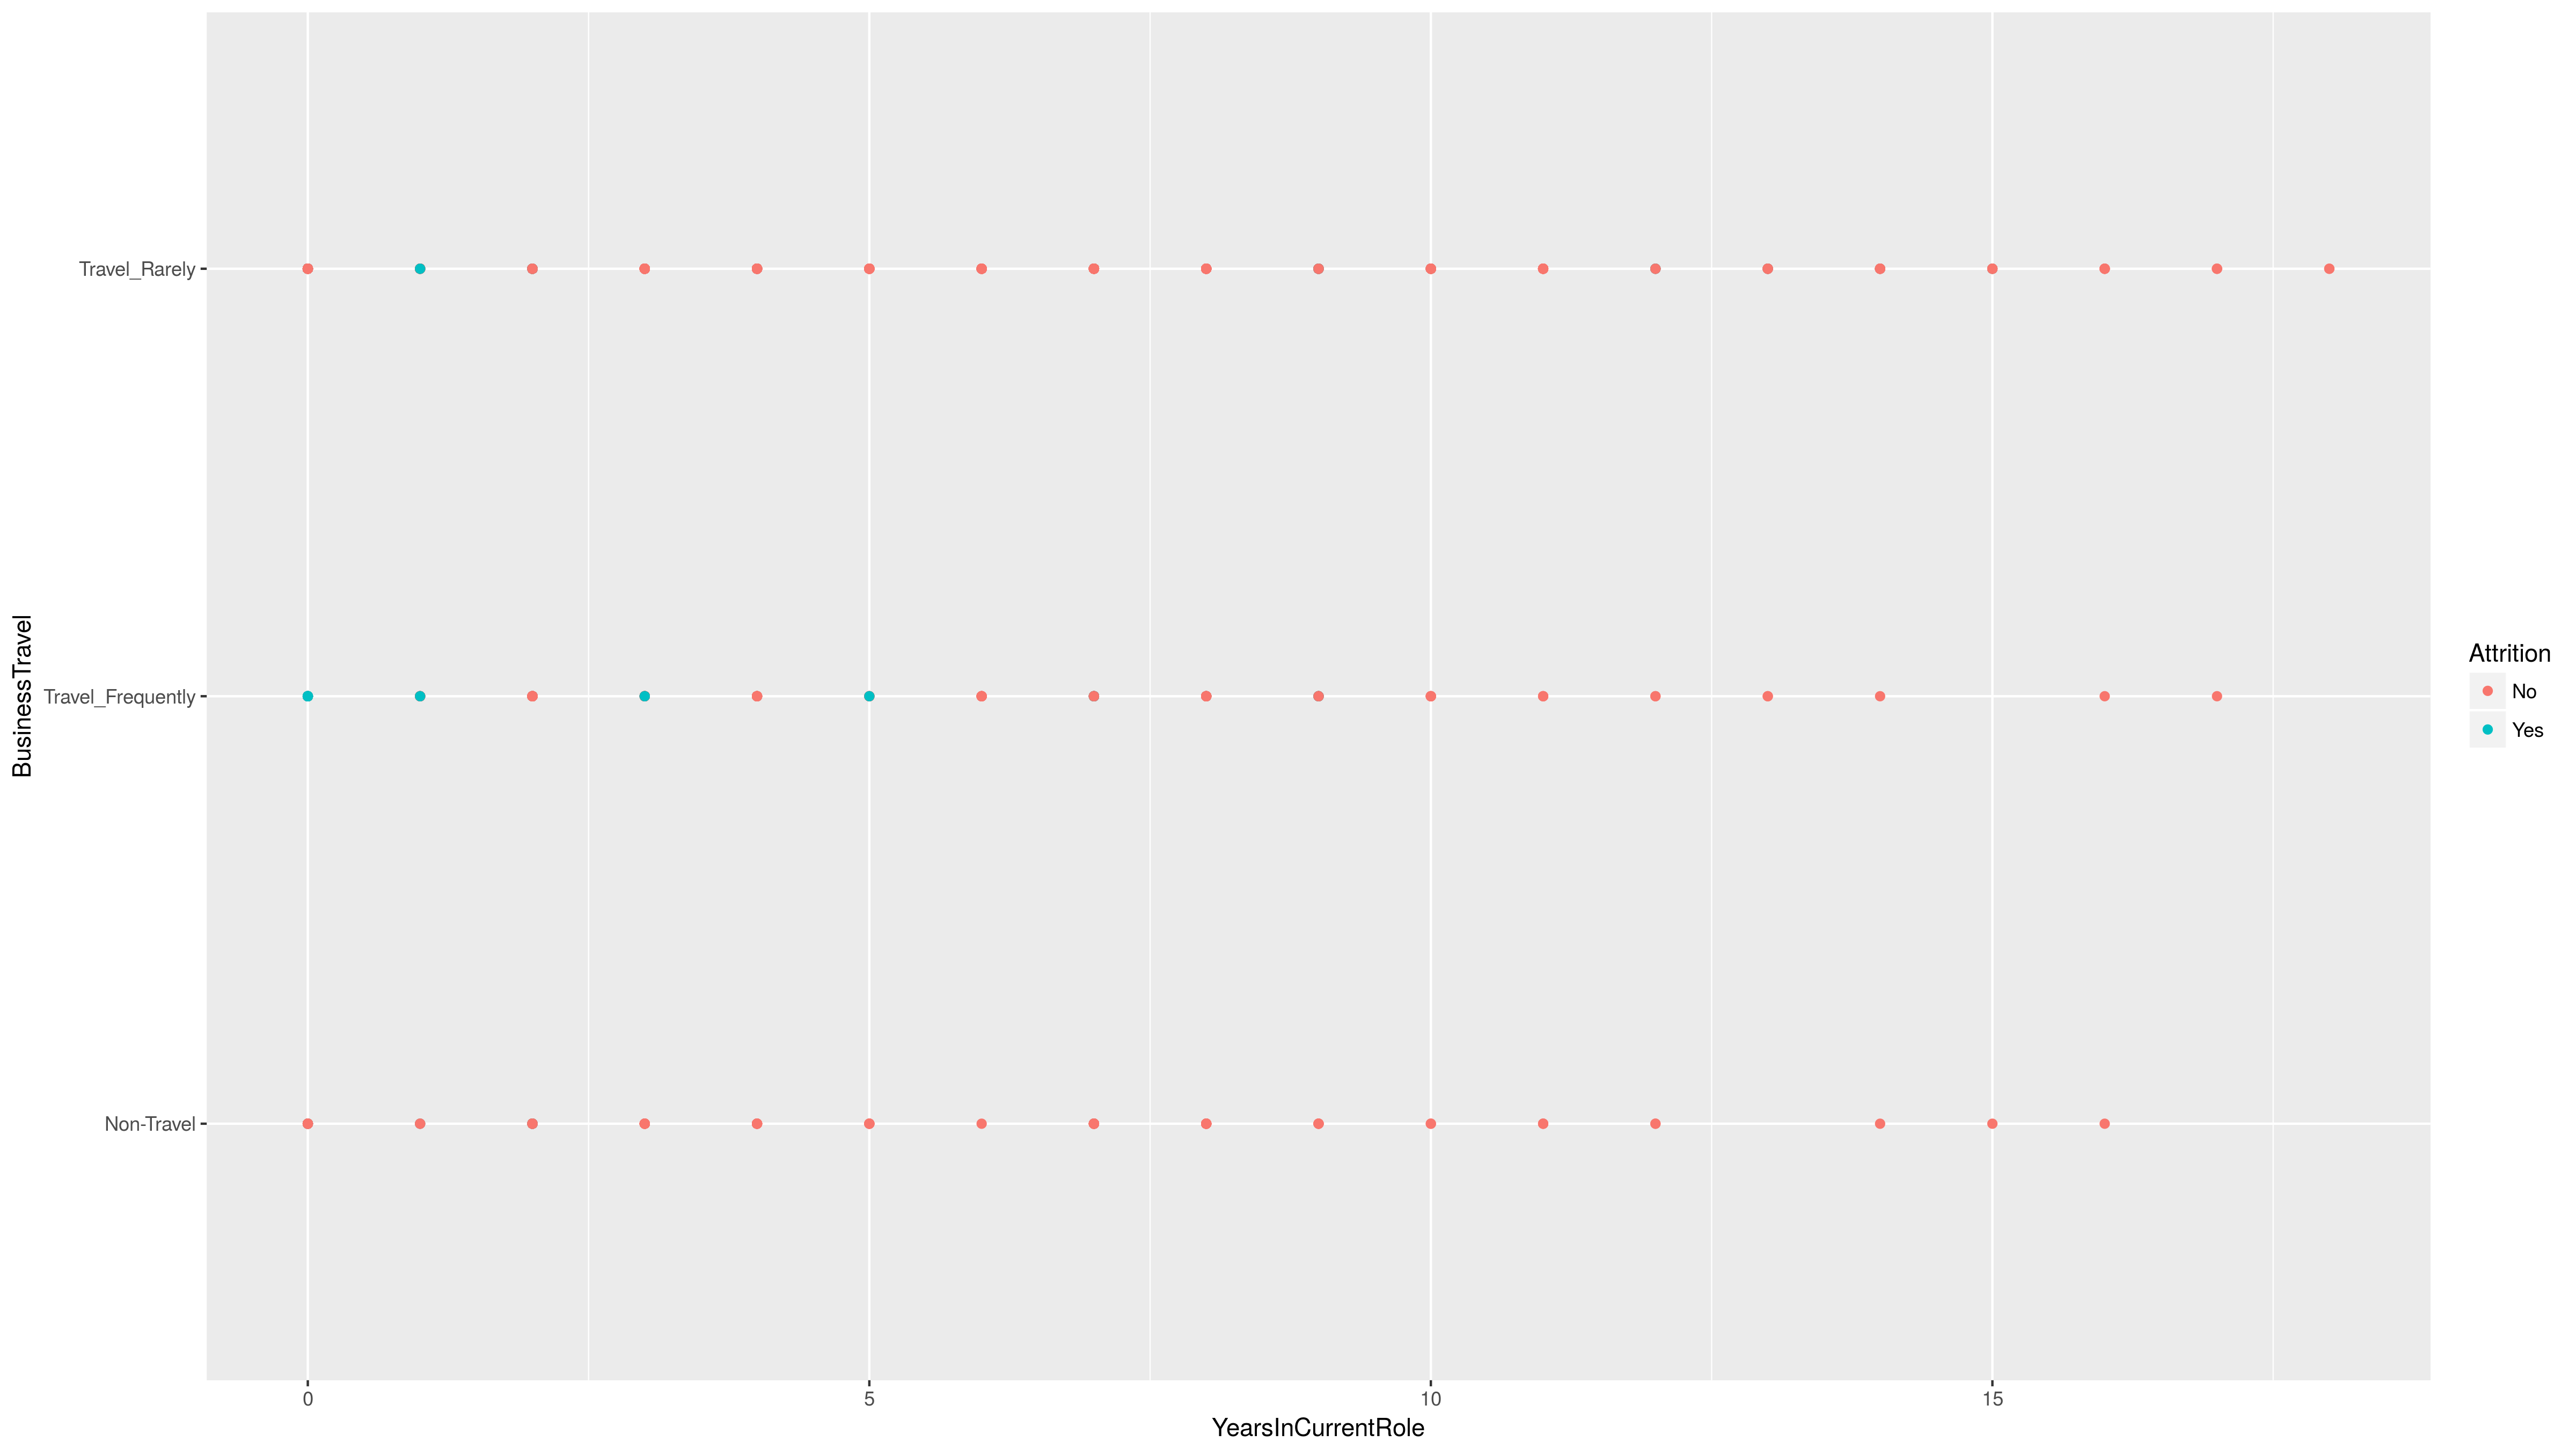 BusinessTravel
Travel_Rarely
Travel_Frequently
Non-Travel
0 5 10 15
YearsInCurrentRole
Attrition
No
Yes